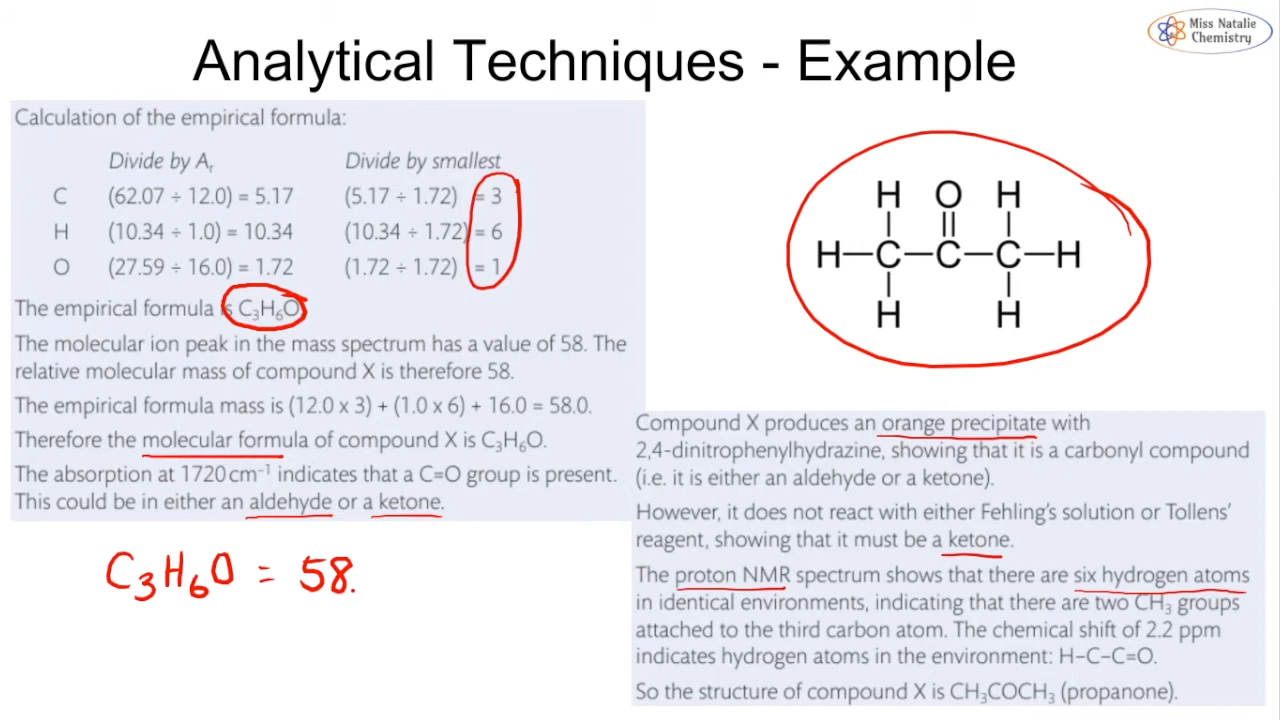 Miss Natalie
Chemistry
Analytical Techniques - Example
Calculation of the empirical formula:
Divide by Aᵣ Divide by smallest
C (62.07 ÷ 12.0) = 5.17 (5.17 ÷ 1.72) = 3
H (10.34 ÷ 1.0) = 10.34 (10.34 ÷ 1.72) = 6
O (27.59 ÷ 16.0) = 1.72 (1.72 ÷ 1.72) = 1
The empirical formula is C₃H₆O
The molecular ion peak in the mass spectrum has a value of 58. The
relative molecular mass of compound X is therefore 58.
The empirical formula mass is (12.0 x 3) + (1.0 x 6) + 16.0 = 58.0.
Therefore the molecular formula of compound X is C₃H₆O.
The absorption at 1720 cm⁻¹ indicates that a C=O group is present.
This could be in either an aldehyde or a ketone.
C₃H₆O = 58.
H O H
H–C–C–C–H
H H
Compound X produces an orange precipitate with
2,4-dinitrophenylhydrazine, showing that it is a carbonyl compound
(i.e. it is either an aldehyde or a ketone).
However, it does not react with either Fehling's solution or Tollens'
reagent, showing that it must be a ketone.
The proton NMR spectrum shows that there are six hydrogen atoms
in identical environments, indicating that there are two CH₃ groups
attached to the third carbon atom. The chemical shift of 2.2 ppm
indicates hydrogen atoms in the environment: H–C–C=O.
So the structure of compound X is CH₃COCH₃ (propanone).